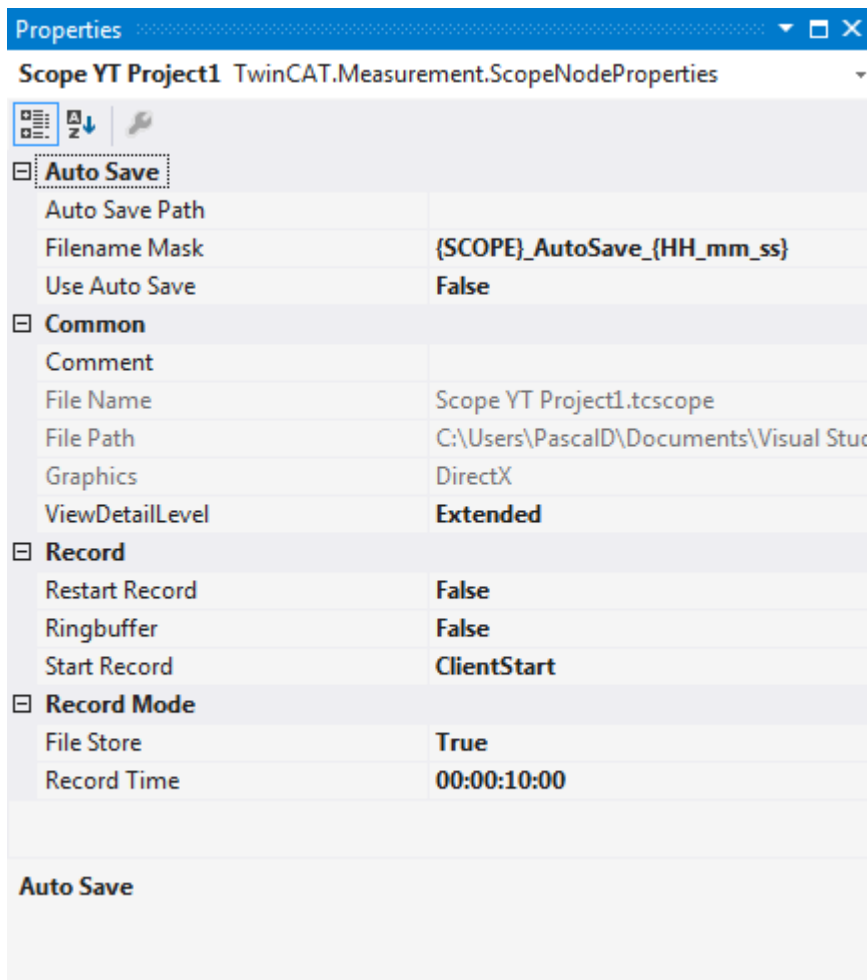 Properties
Scope YT Project1 TwinCAT.Measurement.ScopeNodeProperties
Auto Save
Auto Save Path
Filename Mask {SCOPE}_AutoSave_{HH_mm_ss}
Use Auto Save False
Common
Comment
File Name Scope YT Project1.tcscope
File Path C:\Users\PascalD\Documents\Visual Stud
Graphics DirectX
ViewDetailLevel Extended
Record
Restart Record False
Ringbuffer False
Start Record ClientStart
Record Mode
File Store True
Record Time 00:00:10:00
Auto Save